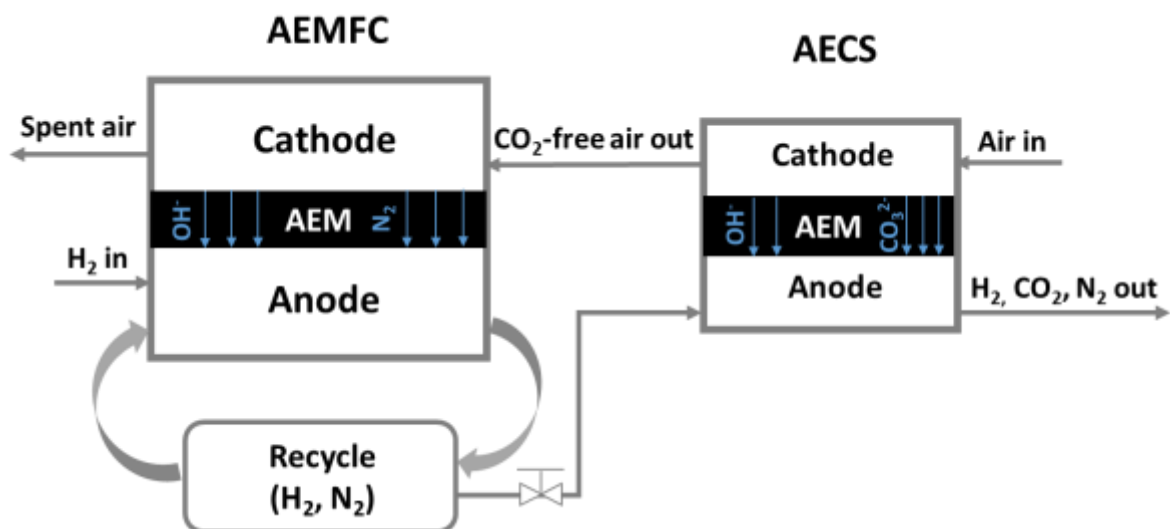 AEMFC
AECS
Spent air
Cathode
CO₂-free air out
Cathode
Air in
OH⁻
AEM
N₂
OH⁻
AEM
CO₃²⁻
H₂ in
Anode
Anode
H₂, CO₂, N₂ out
Recycle
(H₂, N₂)